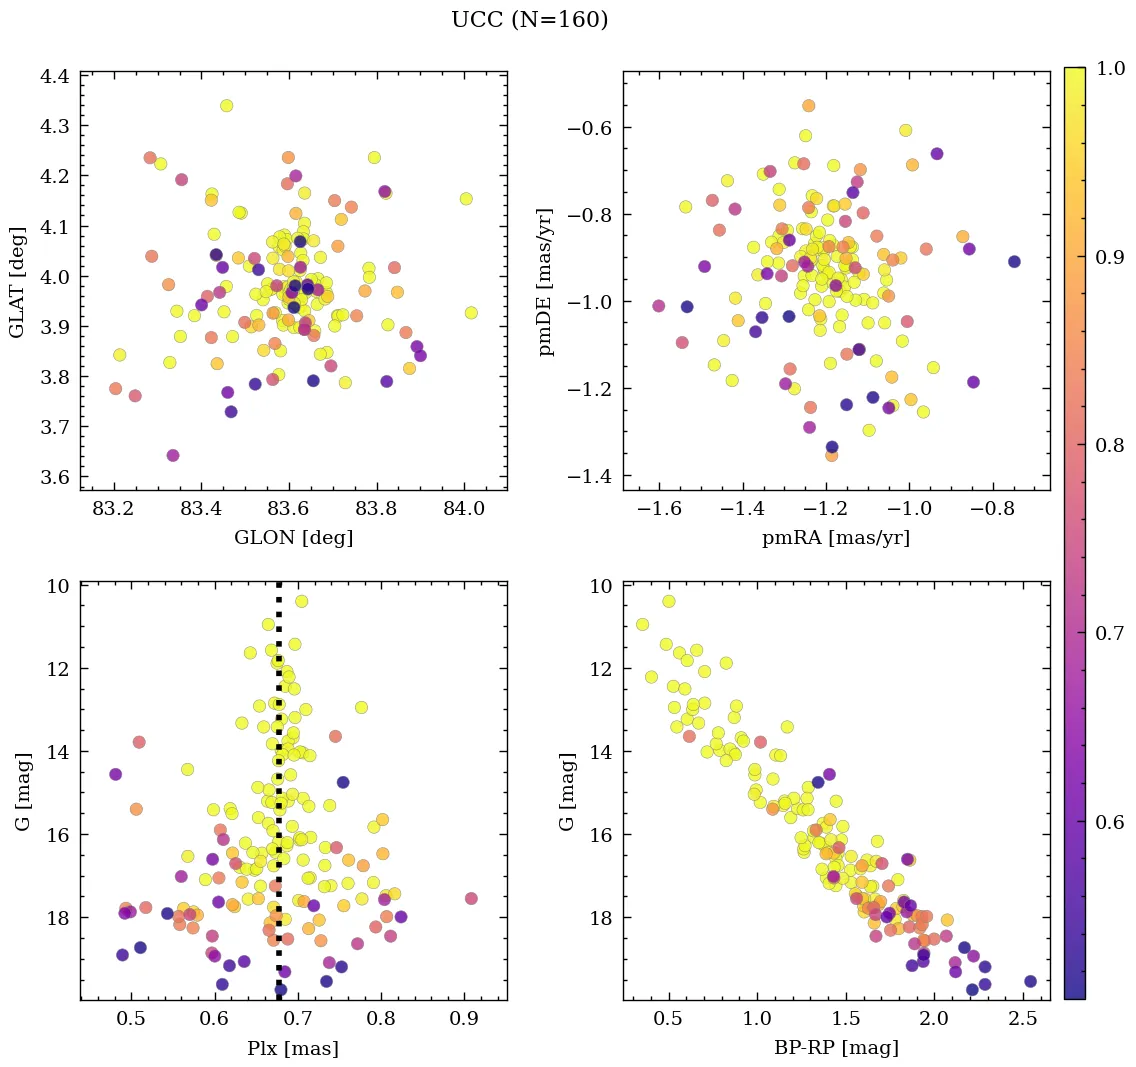 UCC (N=160)
4.4
4.3
4.2
4.1
4.0
3.9
3.8
3.7
3.6
GLAT [deg]
83.2 83.4 83.6 83.8 84.0
GLON [deg]
−0.6
−0.8
−1.0
−1.2
−1.4
pmDE [mas/yr]
−1.6 −1.4 −1.2 −1.0 −0.8
pmRA [mas/yr]
1.0
0.9
0.8
0.7
0.6
10
12
14
16
18
G [mag]
0.5 0.6 0.7 0.8 0.9
Plx [mas]
10
12
14
16
18
G [mag]
0.5 1.0 1.5 2.0 2.5
BP-RP [mag]